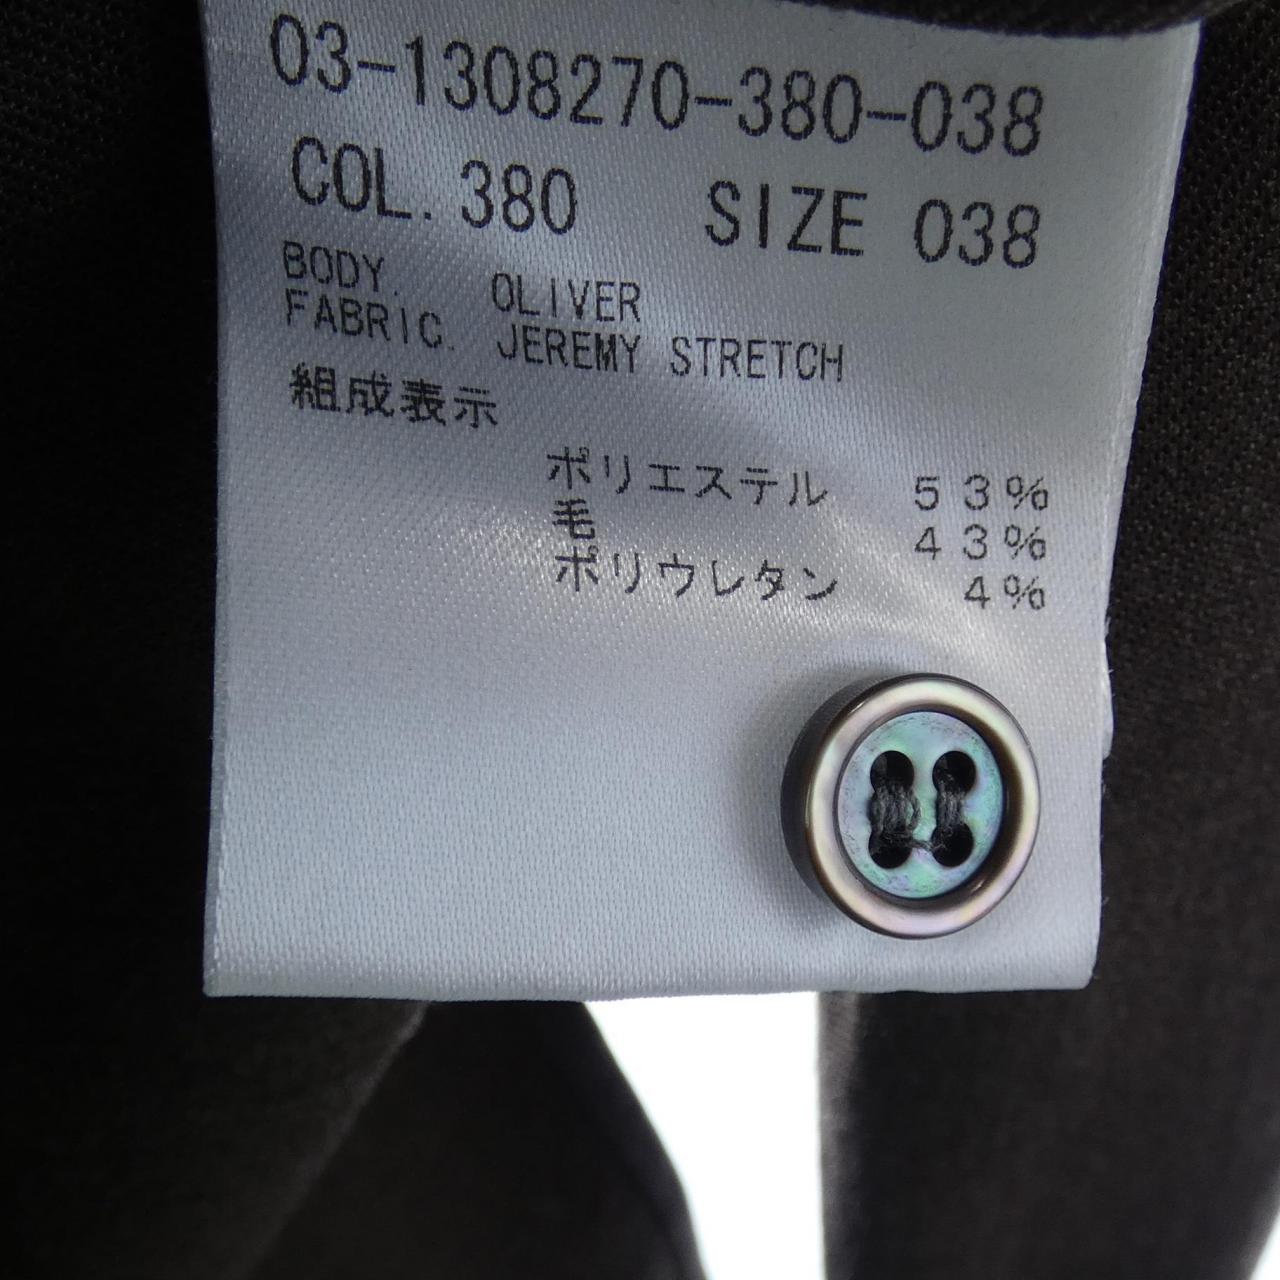 03-1308270-380-038
COL. 380 SIZE 038
BODY. OLIVER
FABRIC. JEREMY STRETCH
組成表示
ポリエステル 53%
毛 43%
ポリウレタン 4%